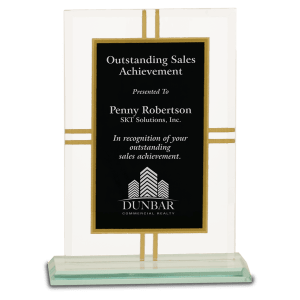 Outstanding Sales
Achievement
Presented To
Penny Robertson
SKT Solutions, Inc.
In recognition of your
outstanding
sales achievement.
DUNBAR
COMMERCIAL REALTY